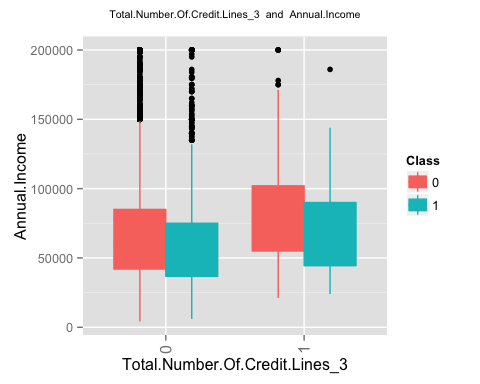 Total.Number.Of.Credit.Lines_3 and Annual.Income
200000
150000
100000
50000
0
Annual.Income
0
1
Total.Number.Of.Credit.Lines_3
Class
0
1